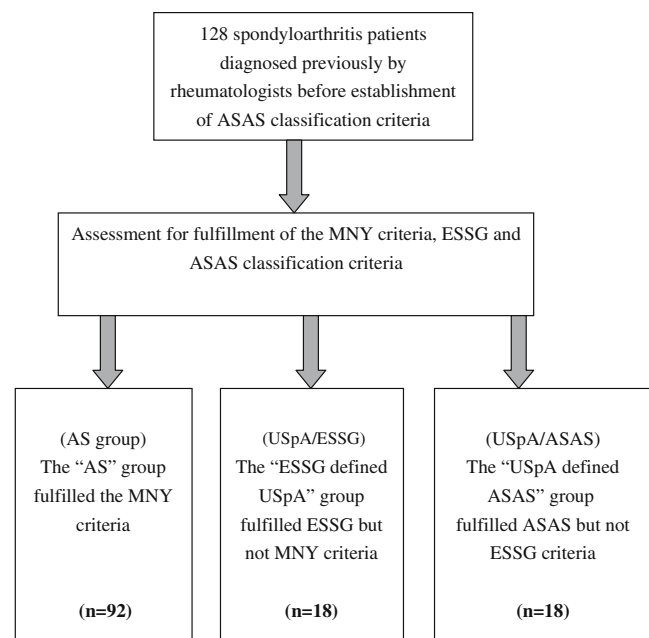 128 spondyloarthritis patients
diagnosed previously by
rheumatologists before establishment
of ASAS classification criteria
Assessment for fulfillment of the MNY criteria, ESSG and
ASAS classification criteria
(AS group)
The “AS” group
fulfilled the MNY
criteria
(n=92)
(USpA/ESSG)
The “ESSG defined
USpA” group
fulfilled ESSG but
not MNY criteria
(n=18)
(USpA/ASAS)
The “USpA defined
ASAS” group
fulfilled ASAS but not
ESSG criteria
(n=18)